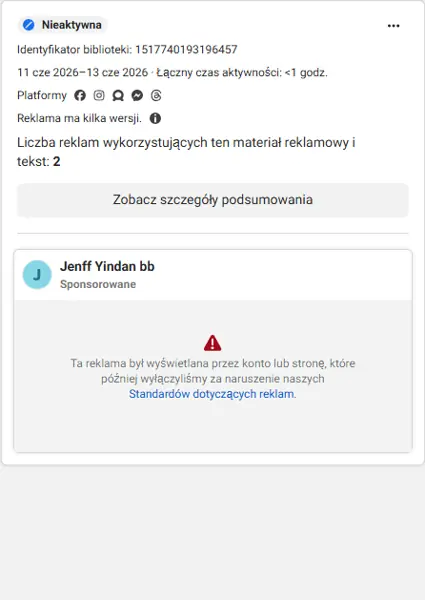 Nieaktywna
Identyfikator biblioteki: 1517740193196457
11 cze 2026–13 cze 2026 · Łączny czas aktywności: <1 godz.
Platformy
Reklama ma kilka wersji.
Liczba reklam wykorzystujących ten materiał reklamowy i
tekst: 2
Zobacz szczegóły podsumowania
J
Jenff Yindan bb
Sponsorowane
Ta reklama był wyświetlana przez konto lub stronę, które
później wyłączyliśmy za naruszenie naszych
Standardów dotyczących reklam.